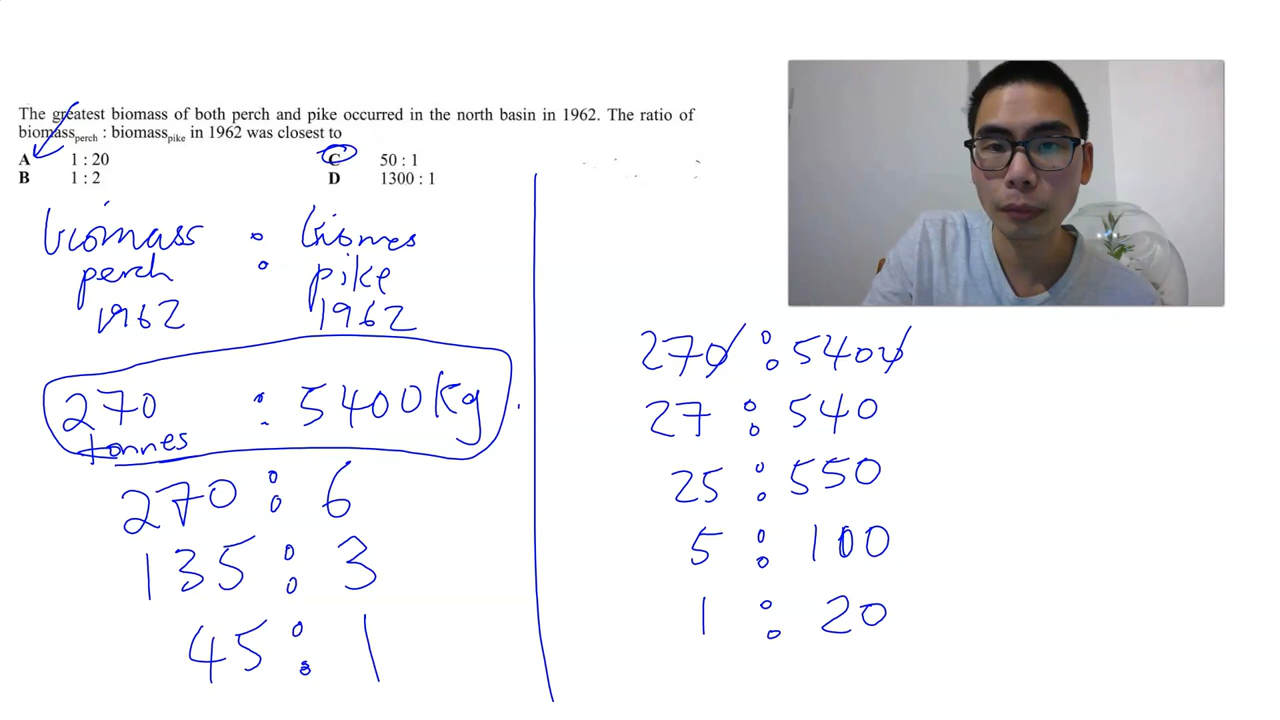 The greatest biomass of both perch and pike occurred in the north basin in 1962. The ratio of
biomass perch : biomass pike in 1962 was closest to
A 1 : 20 C 50 : 1
B 1 : 2 D 1300 : 1
biomass : biomes
perch pike
1962 1962
270 : 5400kg
tonnes
270 : 6
135 : 3
45 : 1
270 : 5400
27 : 540
25 : 550
5 : 100
1 : 20